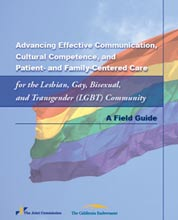 Advancing Effective Communication,
Cultural Competence, and
Patient- and Family-Centered Care
for the Lesbian, Gay, Bisexual,
and Transgender (LGBT) Community
A Field Guide
The Joint Commission
The California Endowment